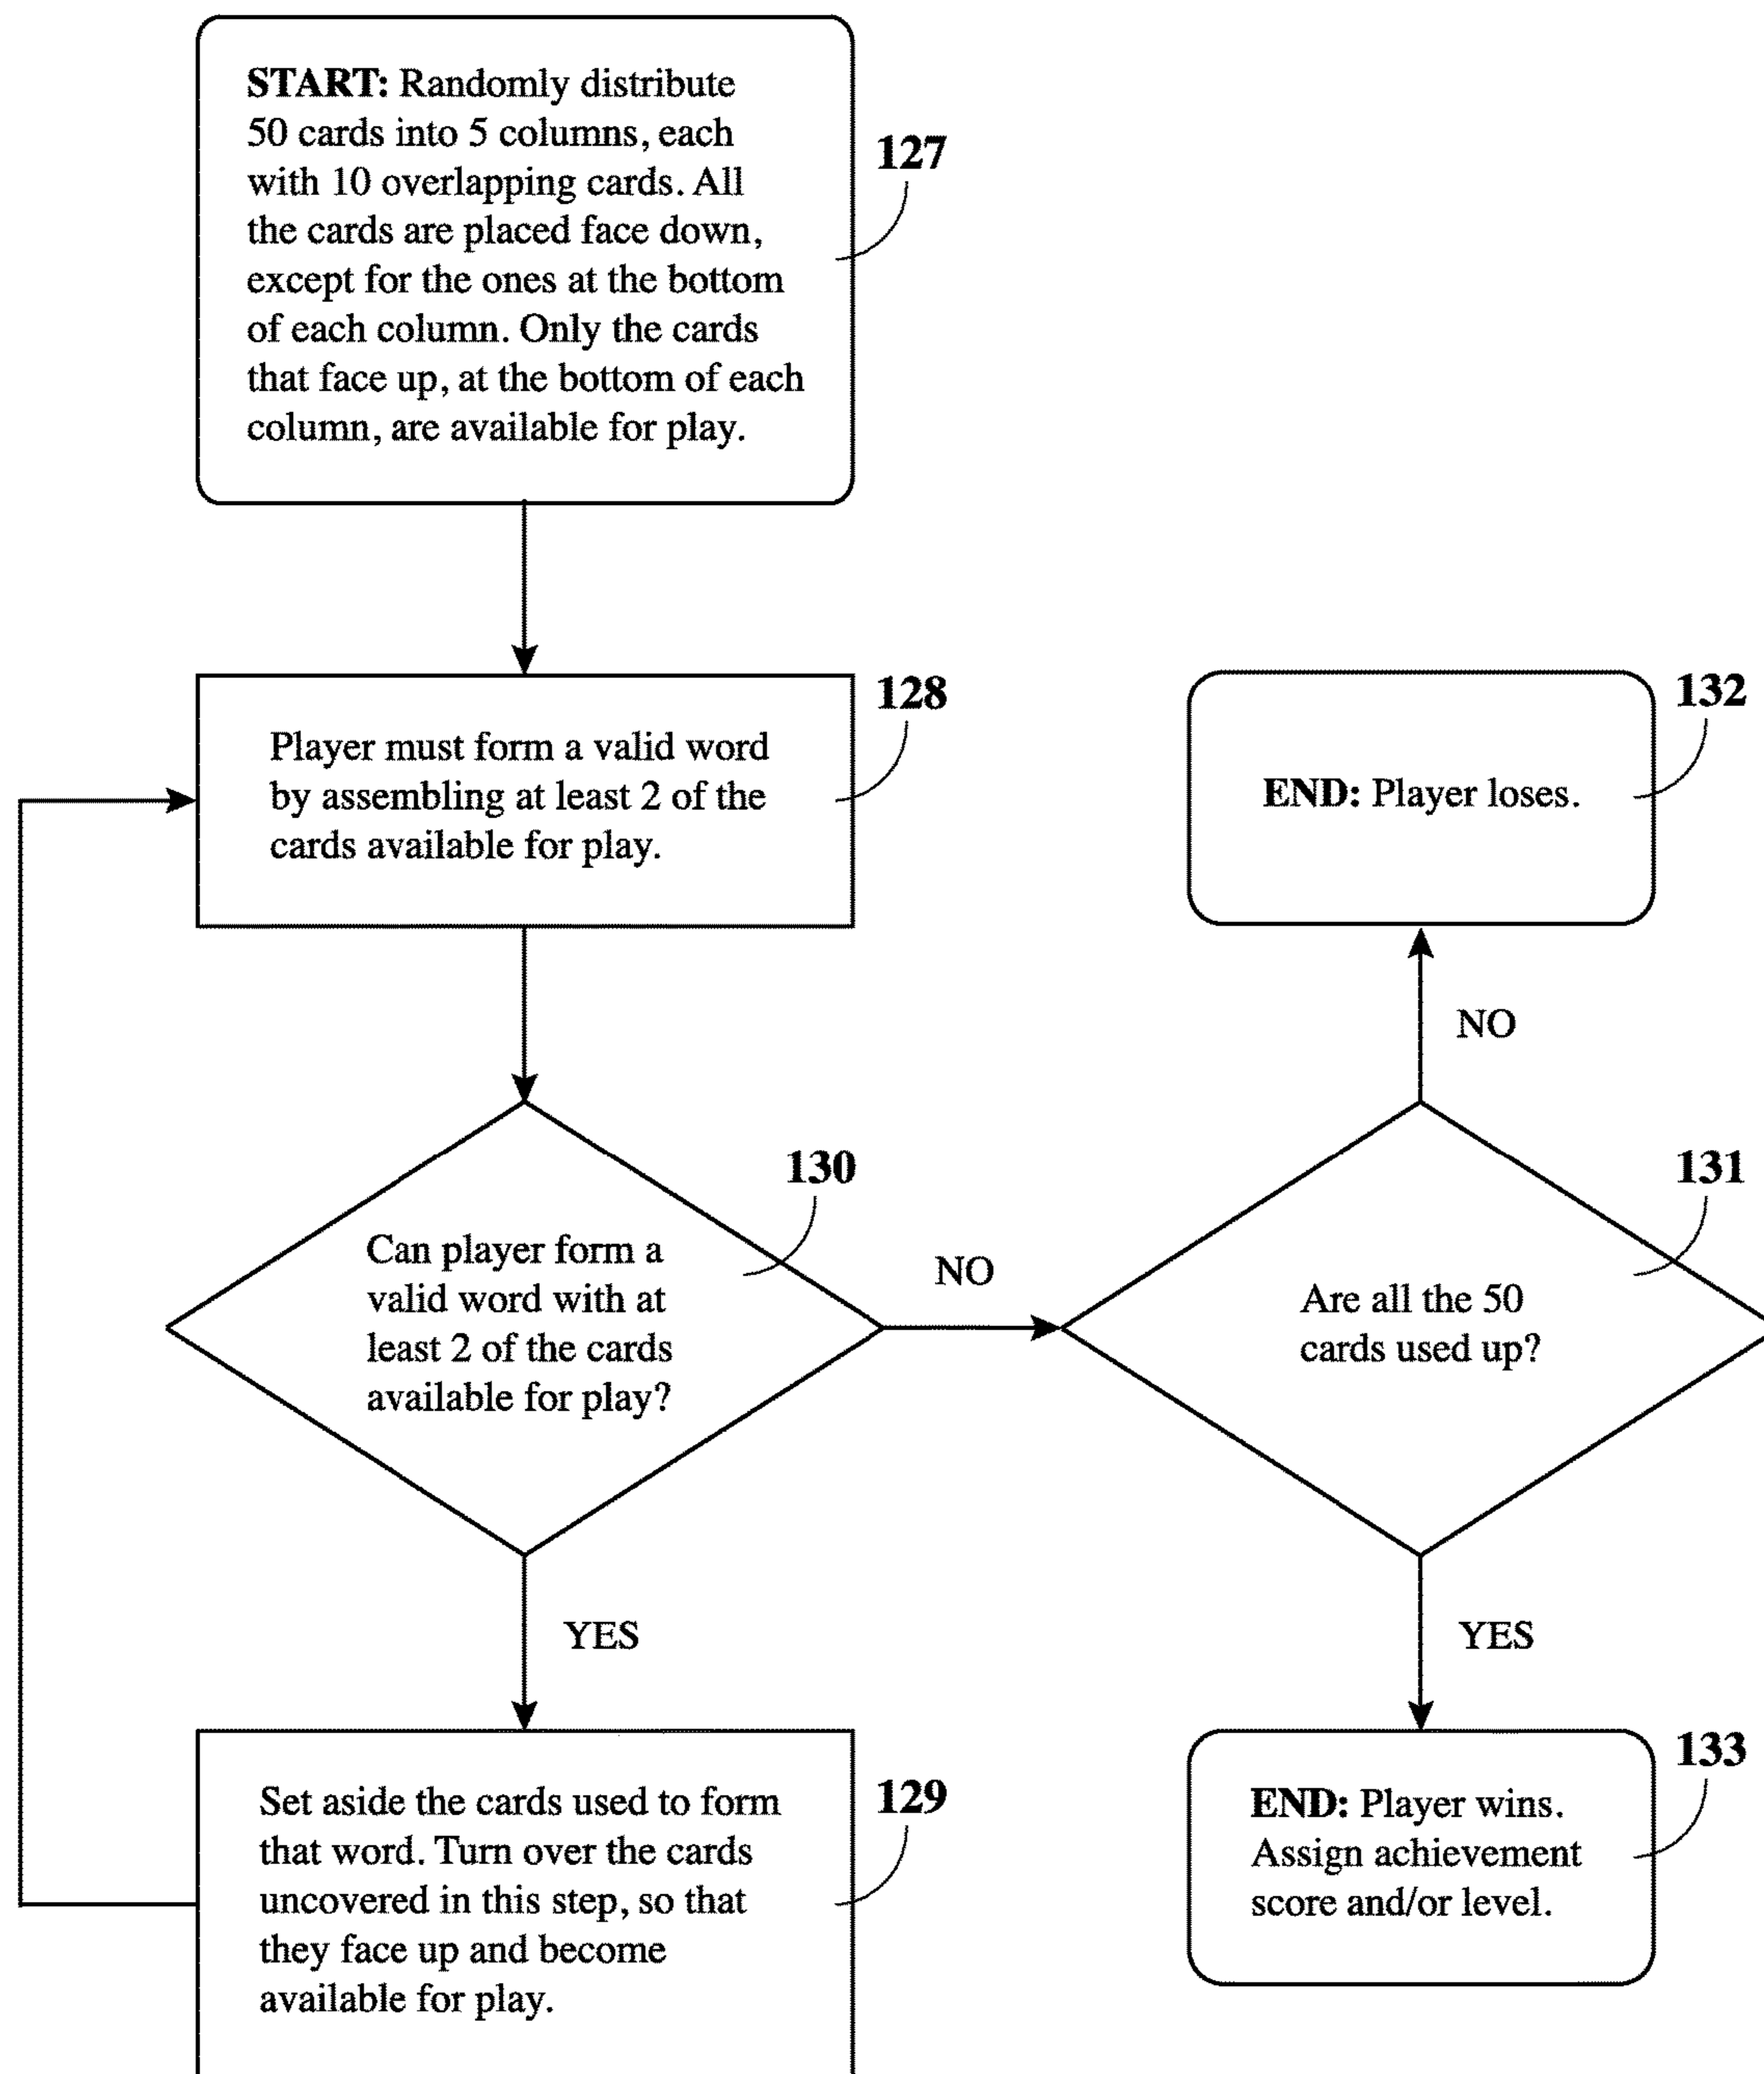 START: Randomly distribute
50 cards into 5 columns, each
with 10 overlapping cards. All
the cards are placed face down,
except for the ones at the bottom
of each column. Only the cards
that face up, at the bottom of each
column, are available for play.
127
Player must form a valid word
by assembling at least 2 of the
cards available for play.
128
END: Player loses.
132
NO
Can player form a
valid word with at
least 2 of the cards
available for play?
130
NO
Are all the 50
cards used up?
131
YES
YES
Set aside the cards used to form
that word. Turn over the cards
uncovered in this step, so that
they face up and become
available for play.
129
END: Player wins.
Assign achievement
score and/or level.
133